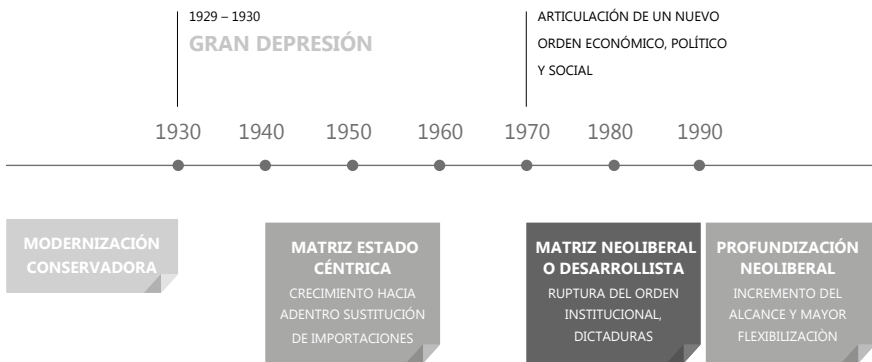 1929 – 1930
GRAN DEPRESIÓN
ARTICULACIÓN DE UN NUEVO
ORDEN ECONÓMICO, POLÍTICO
Y SOCIAL
1930 1940 1950 1960 1970 1980 1990
MODERNIZACIÓN
CONSERVADORA
MATRIZ ESTADO
CÉNTRICA
CRECIMIENTO HACIA
ADENTRO SUSTITUCIÓN
DE IMPORTACIONES
MATRIZ NEOLIBERAL
O DESARROLLISTA
RUPTURA DEL ORDEN
INSTITUCIONAL,
DICTADURAS
PROFUNDIZACIÓN
NEOLIBERAL
INCREMENTO DEL
ALCANCE Y MAYOR
FLEXIBILIZACIÒN